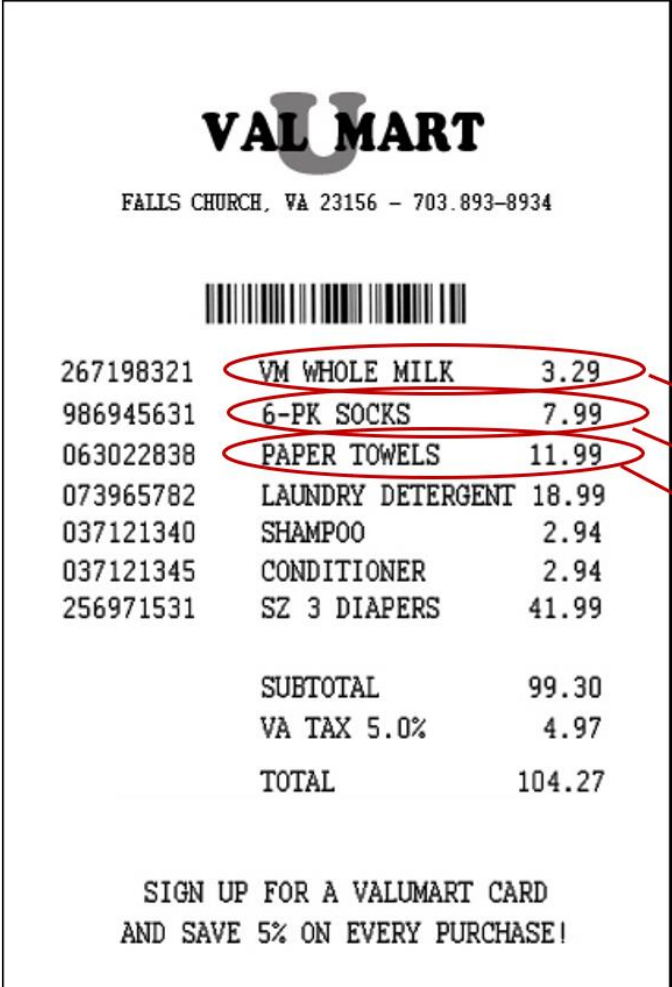 VALUMART
FALLS CHURCH, VA 23156 – 703.893–8934
267198321 VM WHOLE MILK 3.29
986945631 6-PK SOCKS 7.99
063022838 PAPER TOWELS 11.99
073965782 LAUNDRY DETERGENT 18.99
037121340 SHAMPOO 2.94
037121345 CONDITIONER 2.94
256971531 SZ 3 DIAPERS 41.99
SUBTOTAL 99.30
VA TAX 5.0% 4.97
TOTAL 104.27
SIGN UP FOR A VALUMART CARD
AND SAVE 5% ON EVERY PURCHASE!